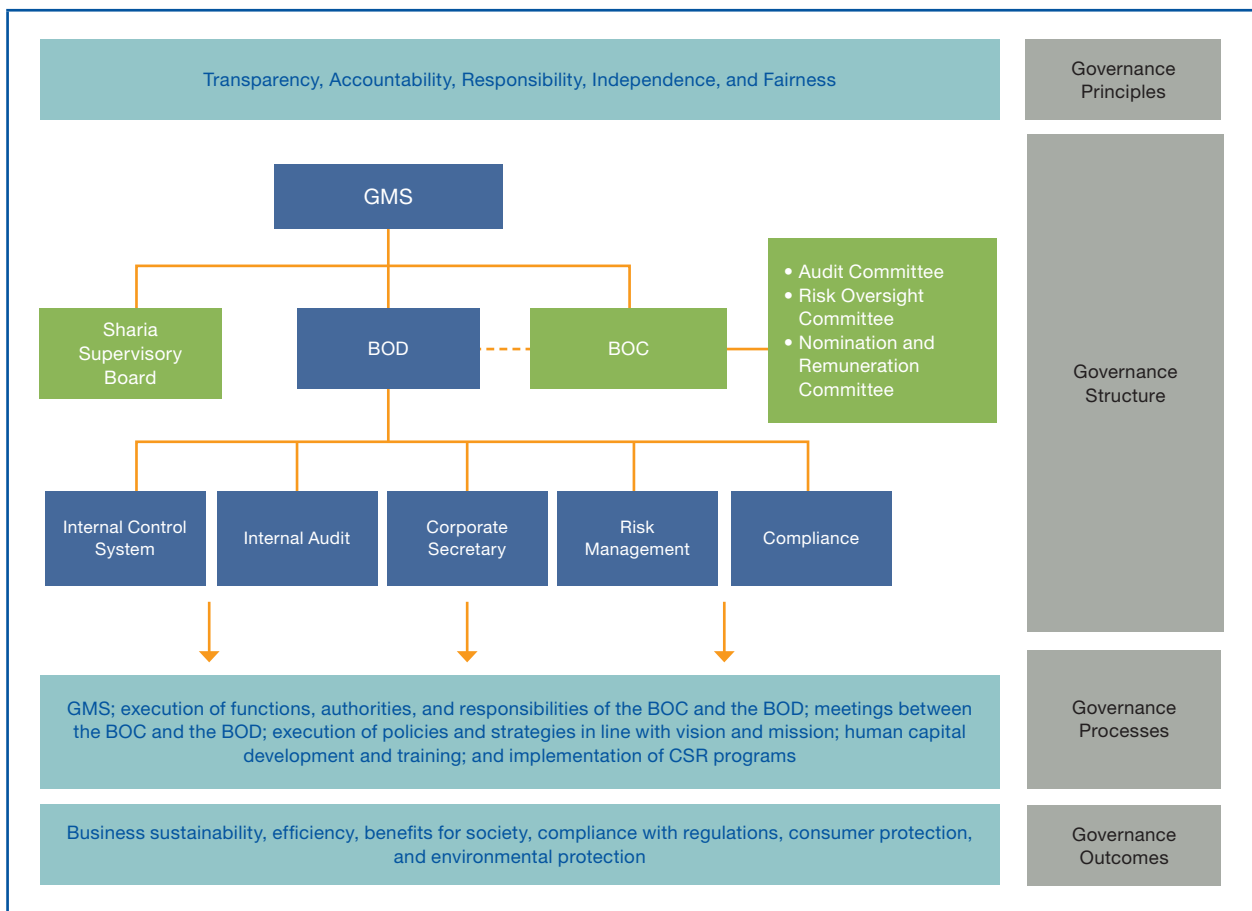 Transparency, Accountability, Responsibility, Independence, and Fairness
Governance
Principles
GMS
• Audit Committee
• Risk Oversight
Committee
• Nomination and
Remuneration
Committee
Sharia
Supervisory
Board
BOD
BOC
Governance
Structure
Internal Control
System
Internal Audit
Corporate
Secretary
Risk
Management
Compliance
GMS; execution of functions, authorities, and responsibilities of the BOC and the BOD; meetings between
the BOC and the BOD; execution of policies and strategies in line with vision and mission; human capital
development and training; and implementation of CSR programs
Governance
Processes
Business sustainability, efficiency, benefits for society, compliance with regulations, consumer protection,
and environmental protection
Governance
Outcomes